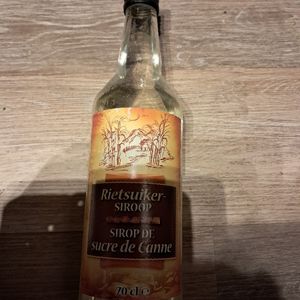 Rietsuiker-
SIROOP
SIROP DE
sucre de Canne
70 cl e